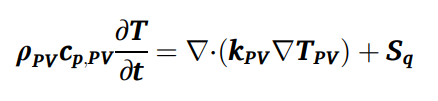 ρ_PV c_p,PV ∂T/∂t = ∇·(k_PV ∇T_PV) + S_q